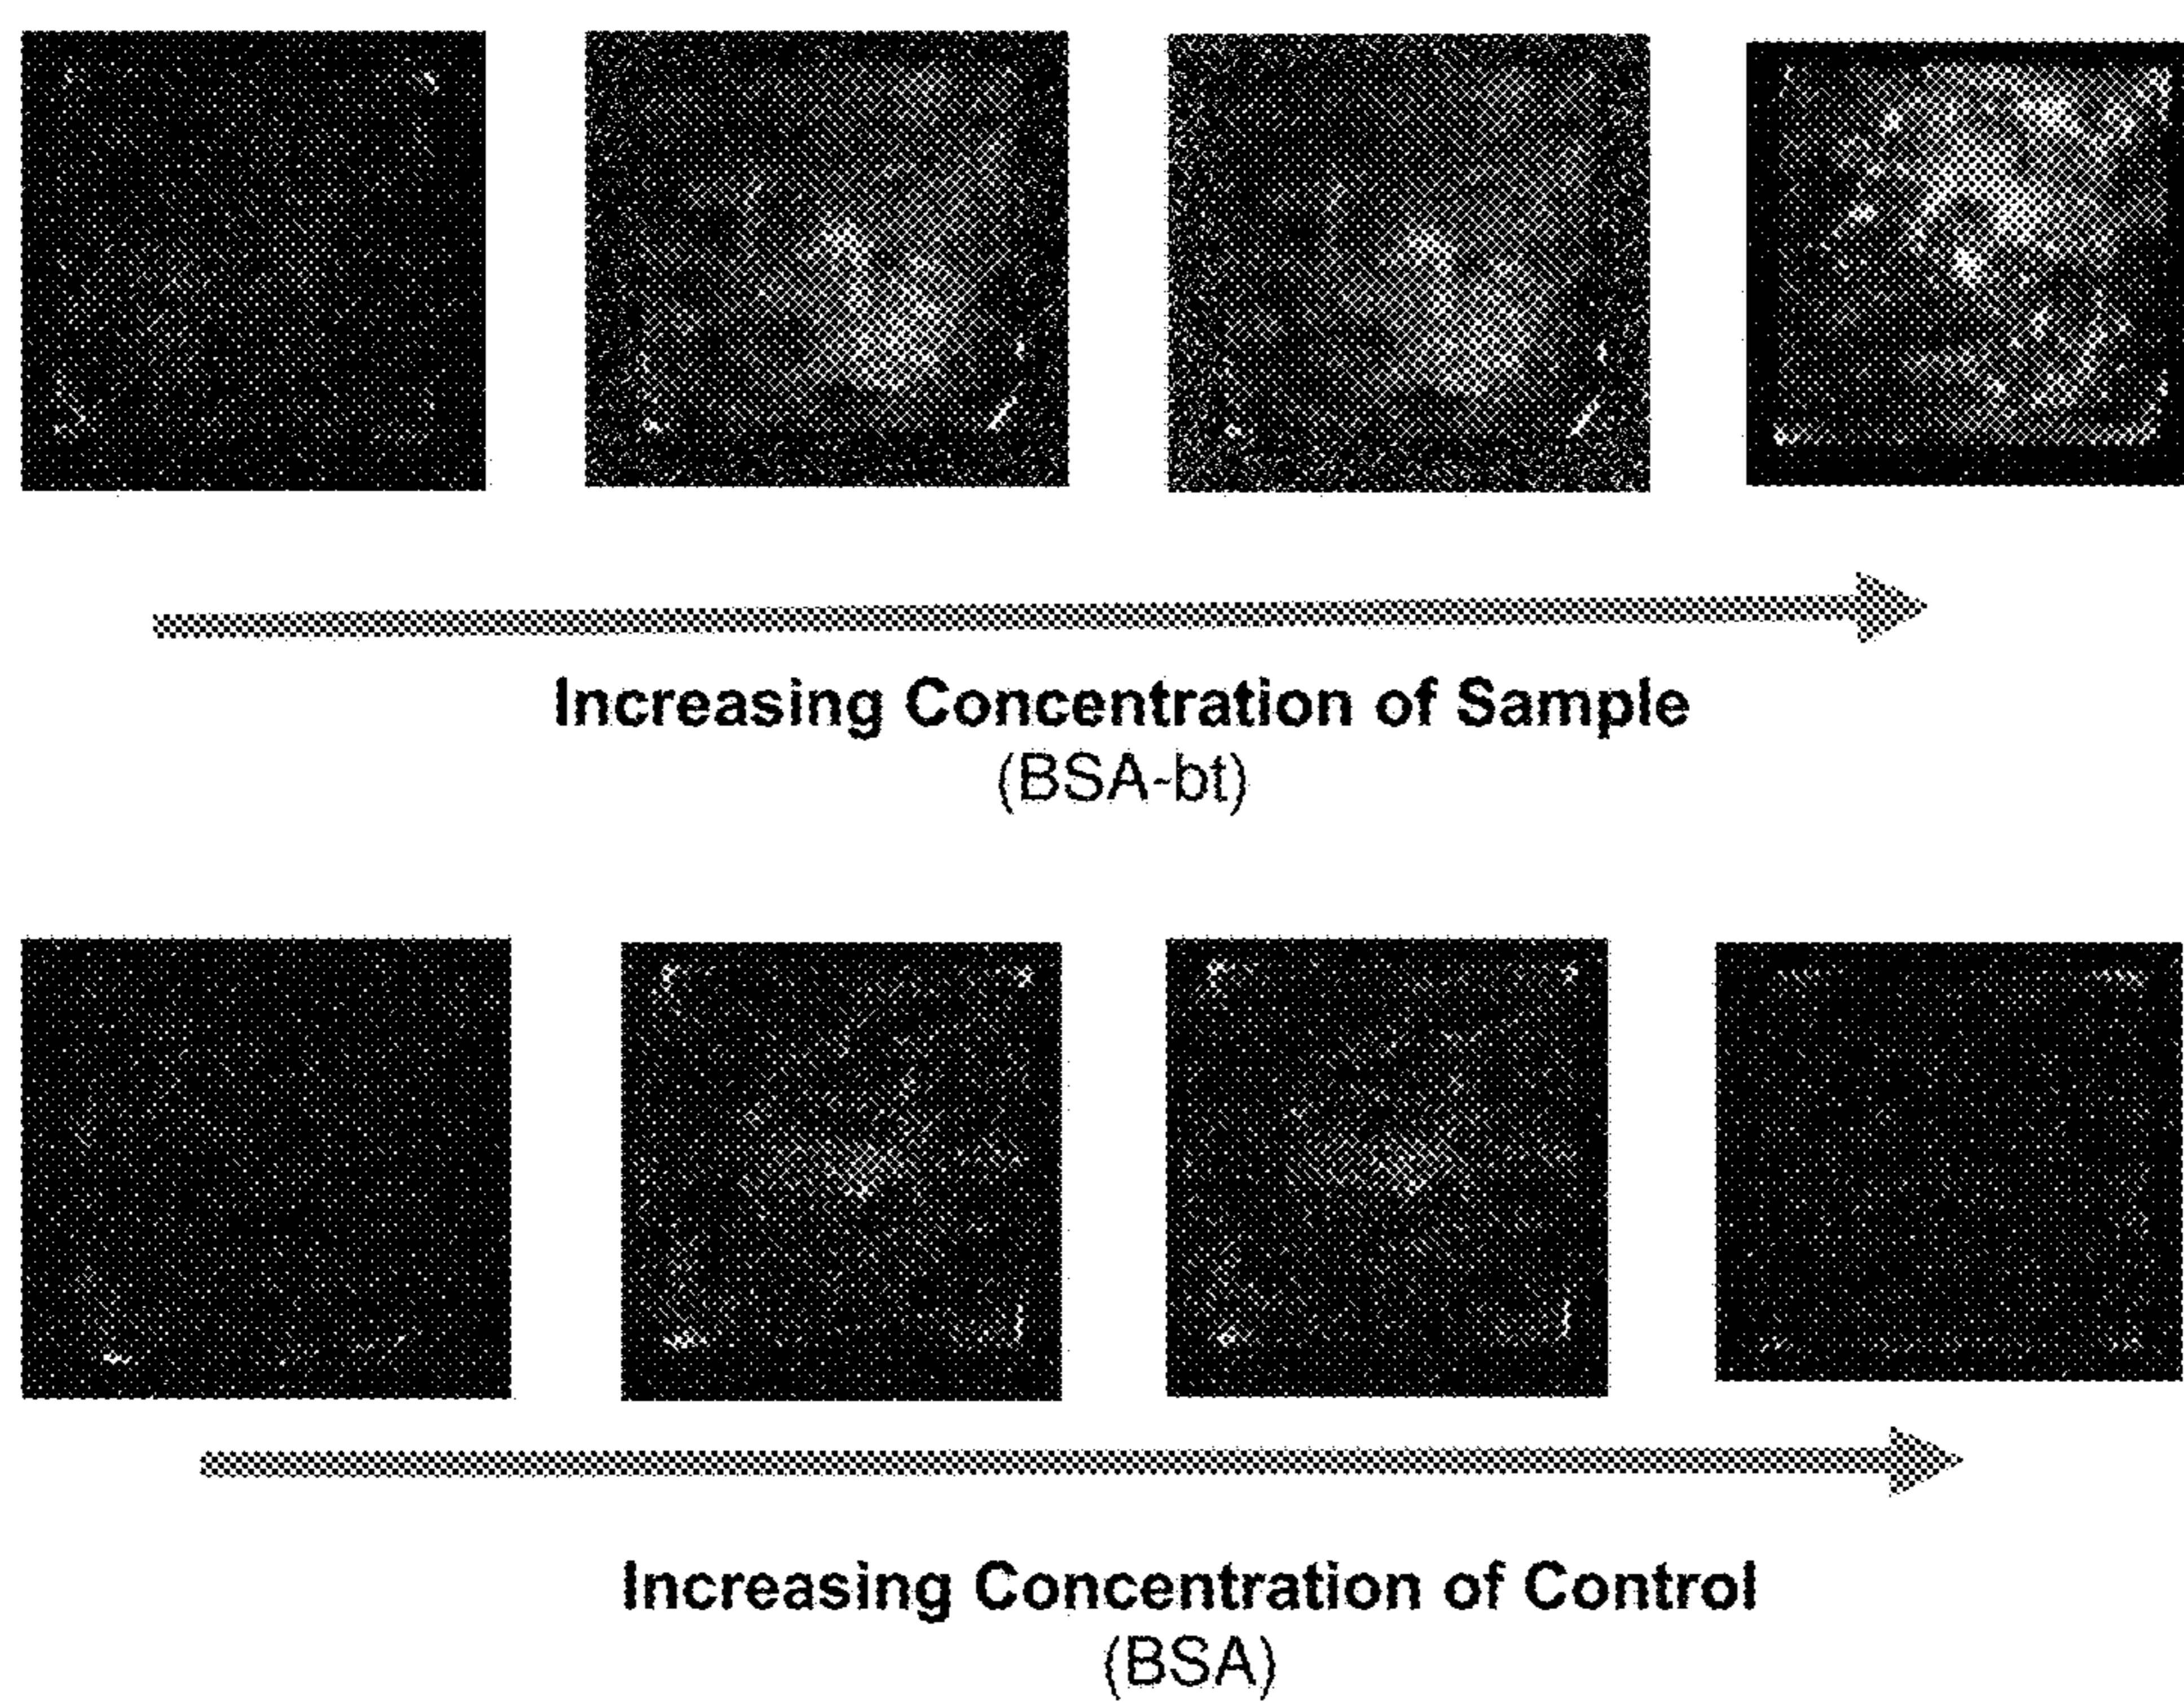 Increasing Concentration of Sample
(BSA-bt)
Increasing Concentration of Control
(BSA)